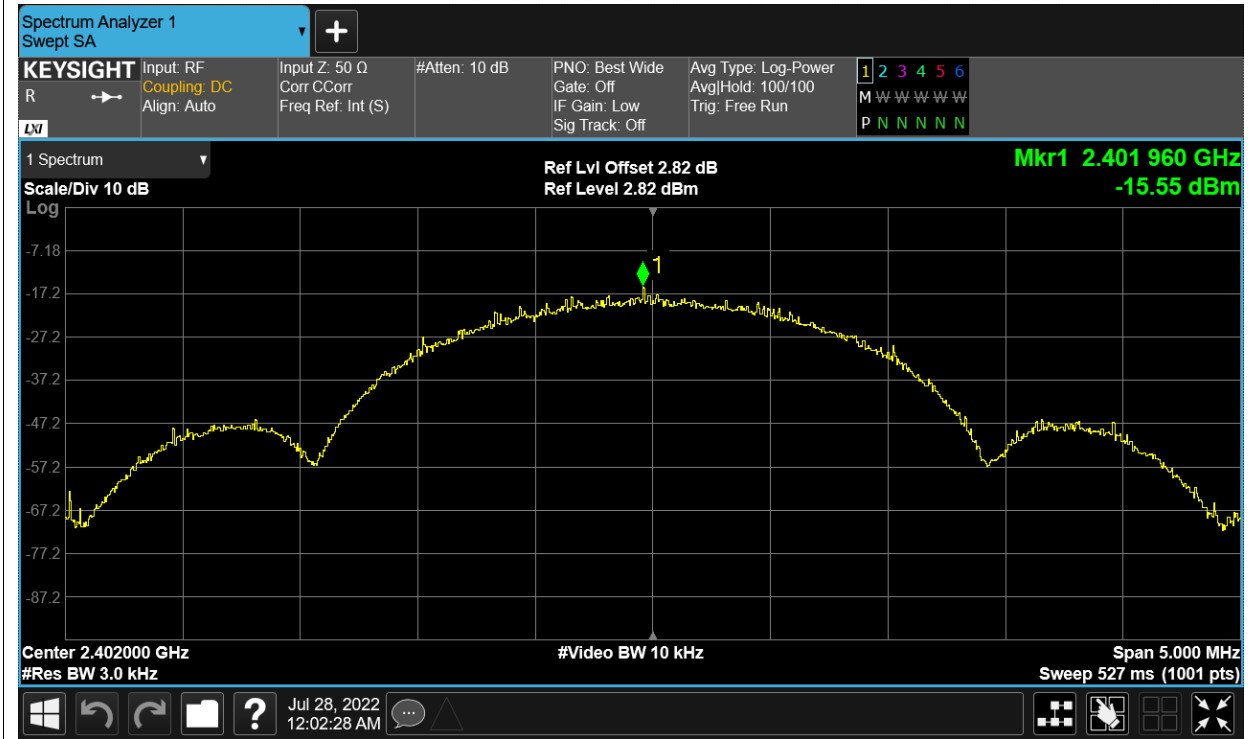 Spectrum Analyzer 1
Swept SA
KEYSIGHT
R
LXI
Input: RF
Coupling: DC
Align: Auto
Input Z: 50 Ω
Corr CCorr
Freq Ref: Int (S)
#Atten: 10 dB
PNO: Best Wide
Gate: Off
IF Gain: Low
Sig Track: Off
Avg Type: Log-Power
Avg|Hold: 100/100
Trig: Free Run
1 2 3 4 5 6
M W W W W W
P N N N N N
1 Spectrum
Scale/Div 10 dB
Log
Ref Lvl Offset 2.82 dB
Ref Level 2.82 dBm
Mkr1 2.401 960 GHz
-15.55 dBm
1
-7.18
-17.2
-27.2
-37.2
-47.2
-57.2
-67.2
-77.2
-87.2
Center 2.402000 GHz
#Res BW 3.0 kHz
#Video BW 10 kHz
Span 5.000 MHz
Sweep 527 ms (1001 pts)
?
Jul 28, 2022
12:02:28 AM